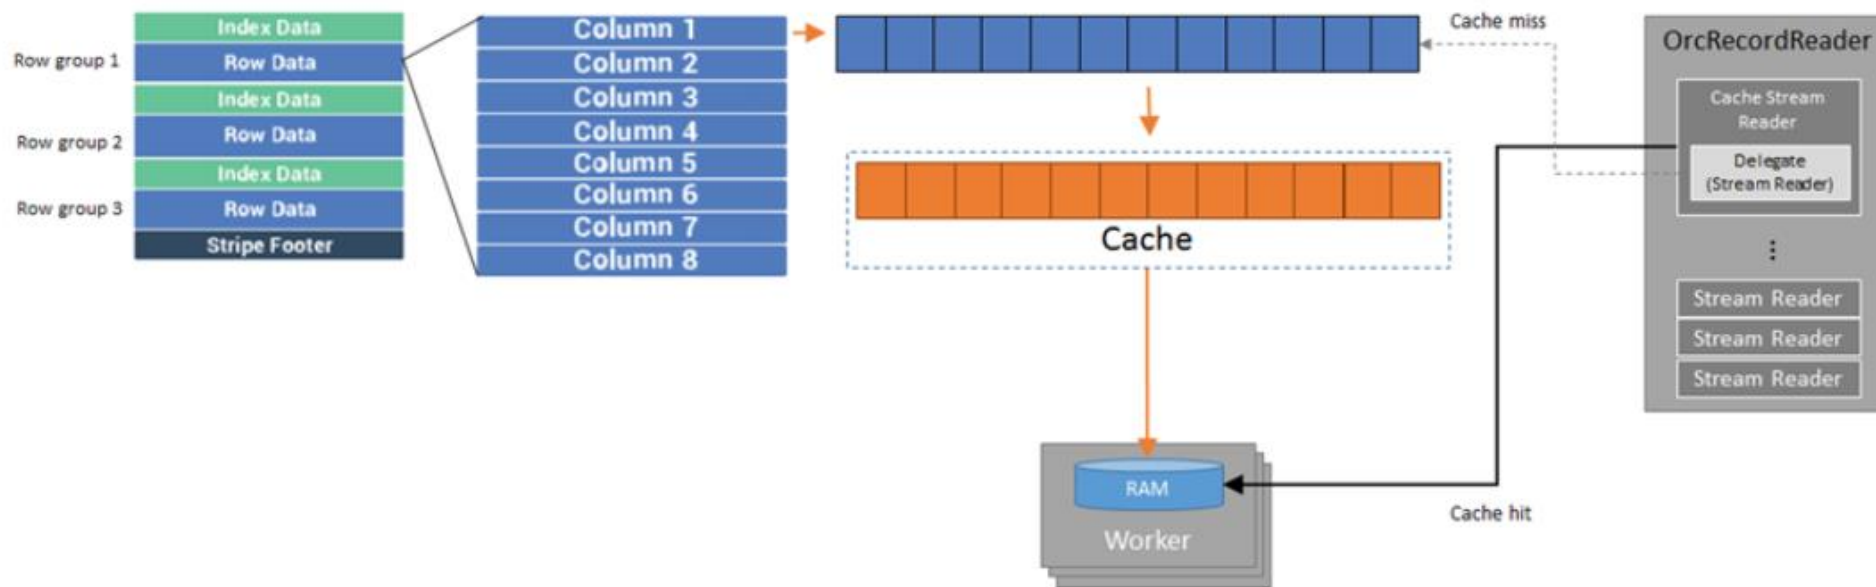 Row group 1
Row group 2
Row group 3
Index Data
Row Data
Index Data
Row Data
Index Data
Row Data
Stripe Footer
Column 1
Column 2
Column 3
Column 4
Column 5
Column 6
Column 7
Column 8
Cache
RAM
Worker
Cache miss
Cache hit
OrcRecordReader
Cache Stream
Reader
Delegate
(Stream Reader)
⋮
Stream Reader
Stream Reader
Stream Reader